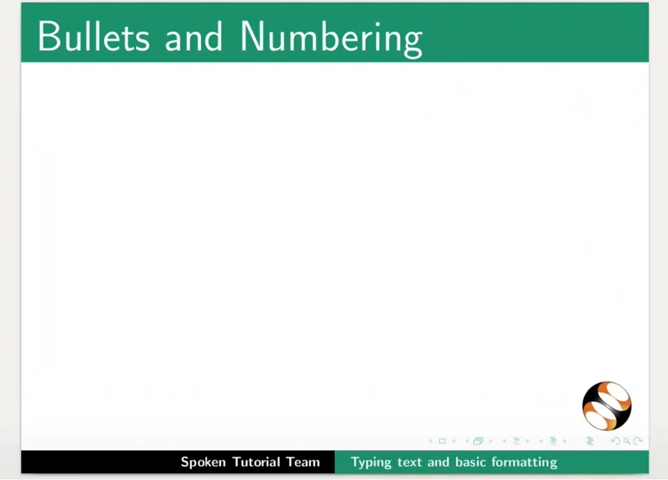 Bullets and Numbering
Spoken Tutorial Team
Typing text and basic formatting